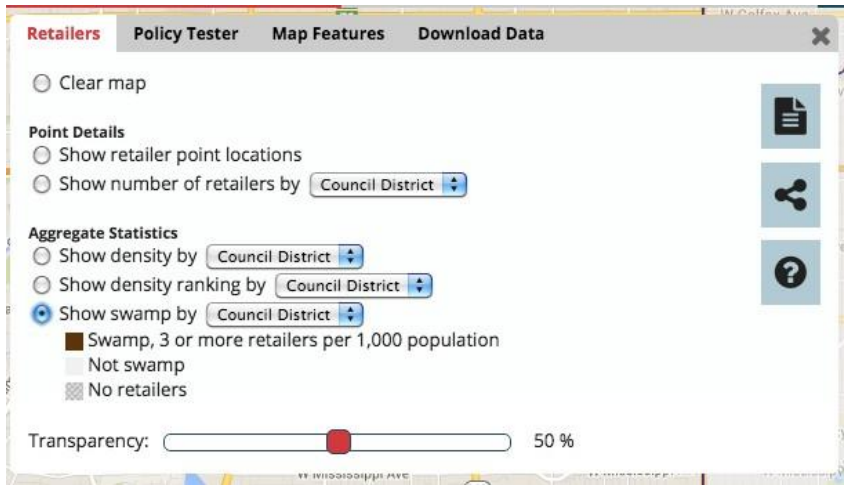 W Colfax Ave
Retailers Policy Tester Map Features Download Data
Clear map
Point Details
Show retailer point locations
Show number of retailers by Council District
Aggregate Statistics
Show density by Council District
Show density ranking by Council District
Show swamp by Council District
Swamp, 3 or more retailers per 1,000 population
Not swamp
No retailers
Transparency: 50 %
W Mississippi Ave